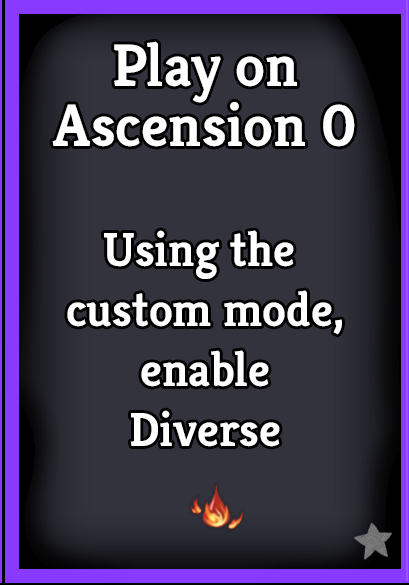 Play on
Ascension 0
Using the
custom mode,
enable
Diverse